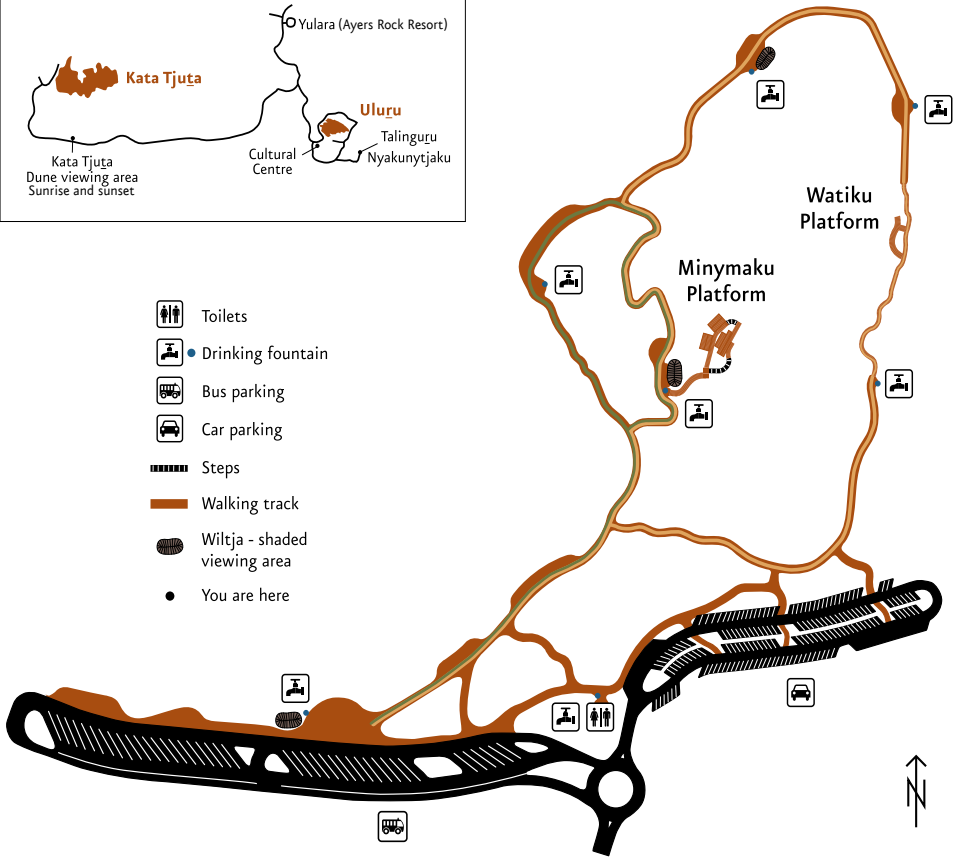 Yulara (Ayers Rock Resort)
Kata Tjuṯa
Uluṟu
Talinguṟu
Nyakunytjaku
Cultural
Centre
Kata Tjuṯa
Dune viewing area
Sunrise and sunset
Watiku
Platform
Minymaku
Platform
Toilets
Drinking fountain
Bus parking
Car parking
Steps
Walking track
Wiltja - shaded
viewing area
You are here
N